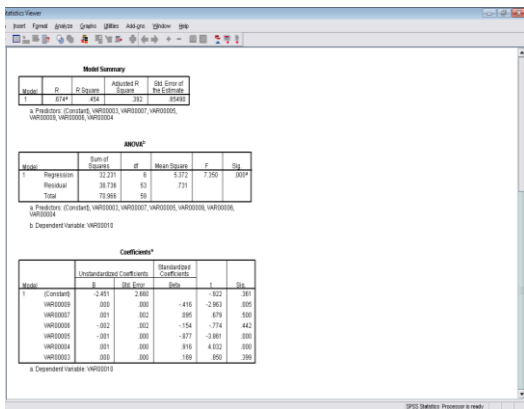 Statistics Viewer
Insert Format Analyze Graphs Utilities Add-ons Window Help
Model Summary
Model R R Square Adjusted R Square Std. Error of the Estimate
1 .674ª .454 .392 .85490
a. Predictors: (Constant), VAR00003, VAR00007, VAR00005,
VAR00009, VAR00006, VAR00004
ANOVAᵇ
Model Sum of Squares df Mean Square F Sig.
1 Regression 32.231 6 5.372 7.350 .000ª
Residual 38.736 53 .731
Total 70.966 59
a. Predictors: (Constant), VAR00003, VAR00007, VAR00005, VAR00009, VAR00006,
VAR00004
b. Dependent Variable: VAR00010
Coefficientsª
Unstandardized Coefficients Standardized Coefficients
Model B Std. Error Beta t Sig.
1 (Constant) -2.451 2.660 -.922 .361
VAR00009 .000 .000 -.416 -2.963 .005
VAR00007 .001 .002 .095 .679 .500
VAR00006 -.002 .002 -.154 -.774 .442
VAR00005 -.001 .000 -.877 -3.861 .000
VAR00004 .001 .000 .916 4.032 .000
VAR00003 .000 .000 .169 .850 .399
a. Dependent Variable: VAR00010
SPSS Statistics Processor is ready